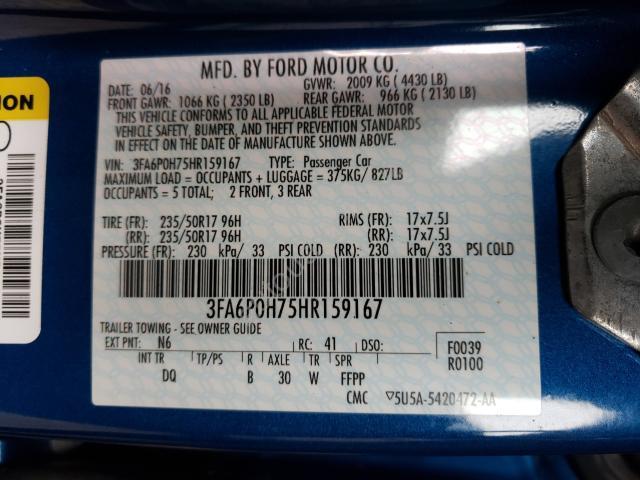 MFD. BY FORD MOTOR CO.
DATE: 06/16 GVWR: 2009 KG ( 4430 LB)
FRONT GAWR: 1066 KG ( 2350 LB) REAR GAWR: 966 KG ( 2130 LB)
THIS VEHICLE CONFORMS TO ALL APPLICABLE FEDERAL MOTOR
VEHICLE SAFETY, BUMPER, AND THEFT PREVENTION STANDARDS
IN EFFECT ON THE DATE OF MANUFACTURE SHOWN ABOVE.
VIN: 3FA6P0H75HR159167 TYPE: Passenger Car
MAXIMUM LOAD = OCCUPANTS + LUGGAGE = 375KG/ 827LB
OCCUPANTS = 5 TOTAL; 2 FRONT, 3 REAR
TIRE (FR): 235/50R17 96H RIMS (FR): 17x7.5J
(RR): 235/50R17 96H (RR): 17x7.5J
PRESSURE (FR): 230 kPa/ 33 PSI COLD (RR): 230 kPa/ 33 PSI COLD
3FA6P0H75HR159167
TRAILER TOWING - SEE OWNER GUIDE
EXT PNT: N6 RC: 41 DSO: F0039
R0100
INT TR TP/PS R AXLE TR SPR
DQ B 30 W FFPP
CMC ▽5U5A-5420472-AA